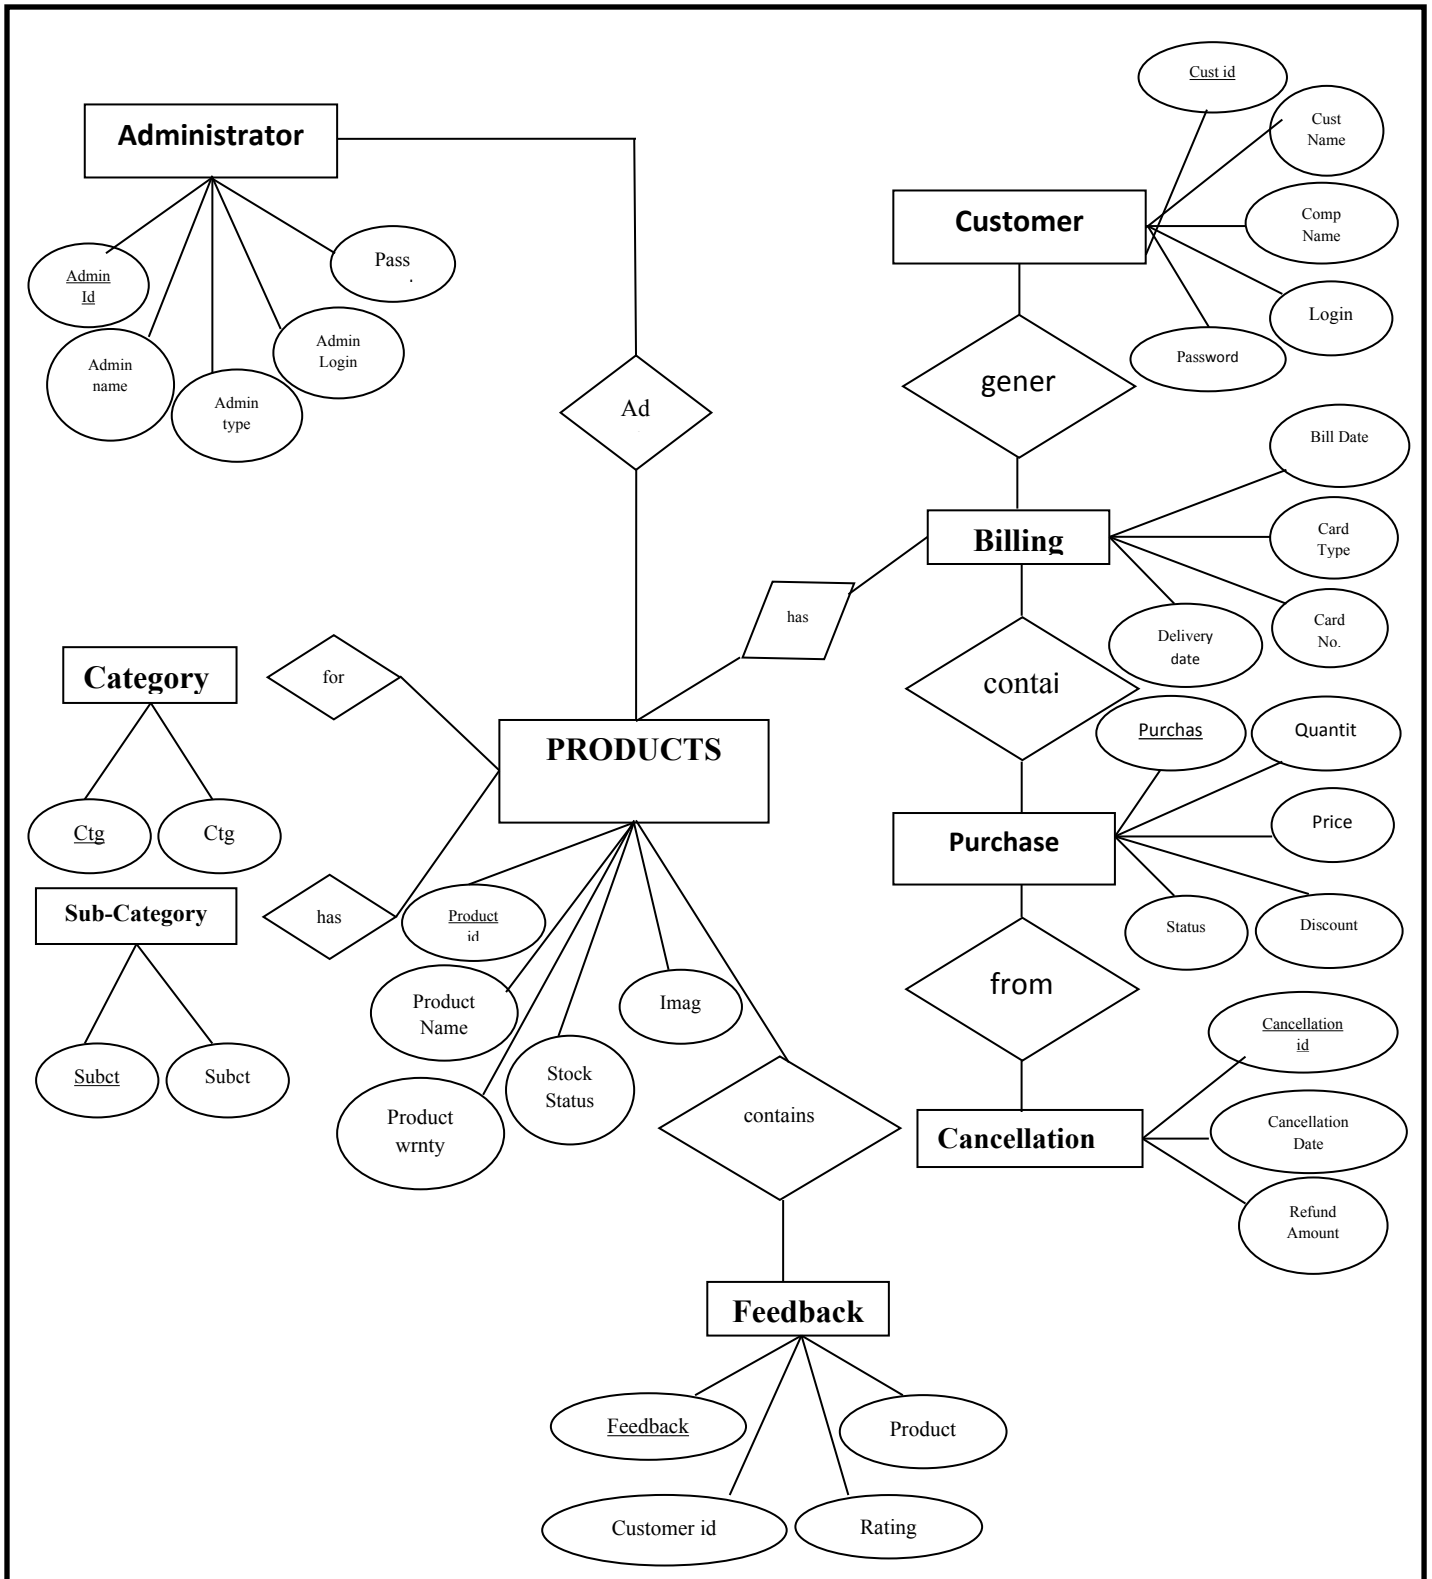 Cust id
Administrator
Cust
Name
Customer
Comp
Name
Admin
Id
Pass
.
Login
Admin
name
Admin
Login
Password
Admin
type
gener
Ad
Bill Date
Billing
Card
Type
has
Card
No.
Delivery
date
Category
for
contai
PRODUCTS
Purchas
Quantit
Ctg
Ctg
Purchase
Price
Sub-Category
has
Product
id
Status
Discount
Product
Name
Imag
from
Cancellation
id
Subct
Subct
Stock
Status
Product
wrnty
contains
Cancellation
Cancellation
Date
Refund
Amount
Feedback
Feedback
Product
Customer id
Rating